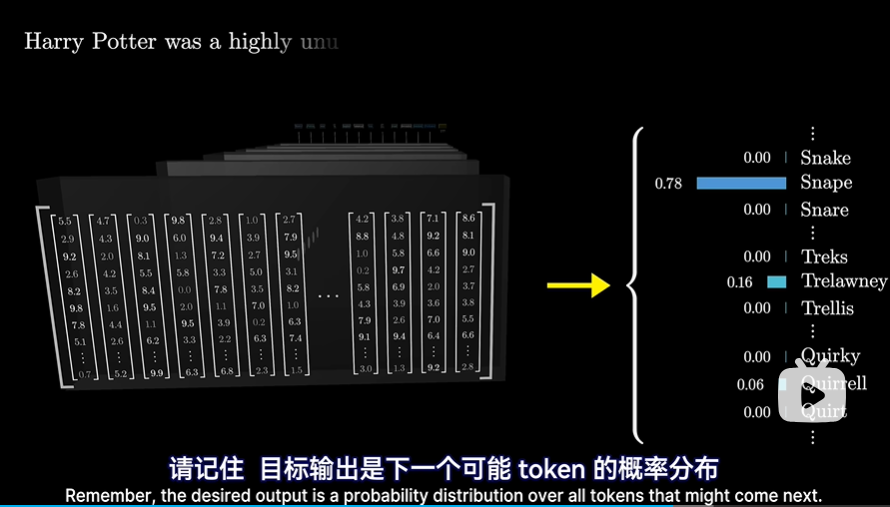 Harry Potter was a highly unu
5.5 4.7 0.3 9.8 2.8 1.0 2.7 4.2 3.8 7.1 8.6
2.9 4.3 9.0 6.0 9.4 3.9 7.9 8.8 4.8 9.2 8.1
9.2 2.0 8.1 1.3 7.2 2.7 9.5 1.0 5.8 6.6 9.0
2.6 4.2 5.5 5.8 3.3 5.0 3.1 0.2 9.7 4.2 2.7
8.2 3.5 8.4 0.0 7.8 3.5 8.2 ... 5.8 6.9 2.0 3.7
9.8 1.6 9.5 2.0 1.1 7.0 1.0 4.3 3.9 3.6 3.8
7.8 4.4 1.1 9.5 3.9 0.2 6.3 7.9 2.6 7.0 5.5
5.1 2.6 6.2 3.3 2.2 6.3 7.4 9.1 9.4 6.4 6.6
⋮ ⋮ ⋮ ⋮ ⋮ ⋮ ⋮ ⋮ ⋮ ⋮ ⋮
0.7 5.2 9.9 6.3 6.8 2.3 1.5 3.0 1.3 9.2 2.8
⋮
0.00 Snake
0.78 Snape
0.00 Snare
⋮
0.00 Treks
0.16 Trelawney
0.00 Trellis
⋮
0.00 Quirky
0.06 Quirrell
0.00 Quirt
⋮
请记住 目标输出是下一个可能 token 的概率分布
Remember, the desired output is a probability distribution over all tokens that might come next.